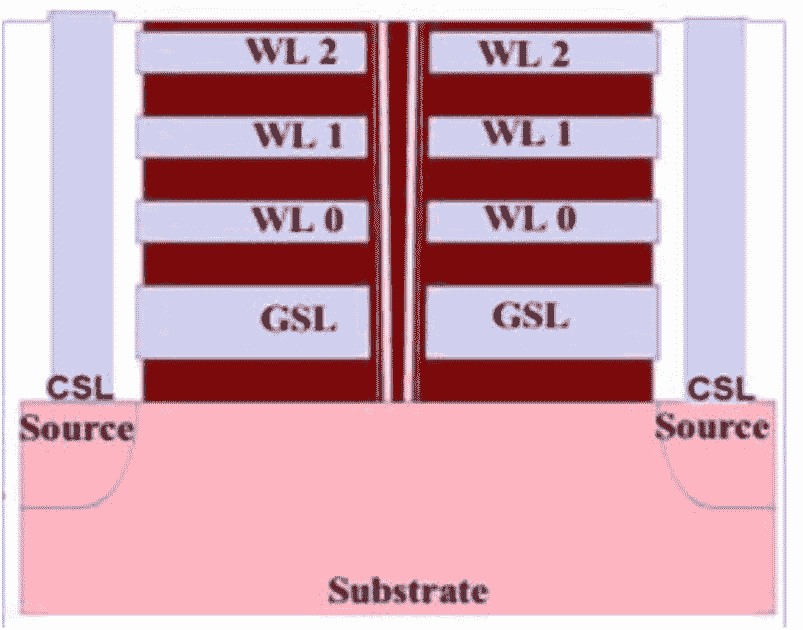 WL 2 WL 2
WL 1 WL 1
WL 0 WL 0
GSL GSL
CSL CSL
Source Source
Substrate